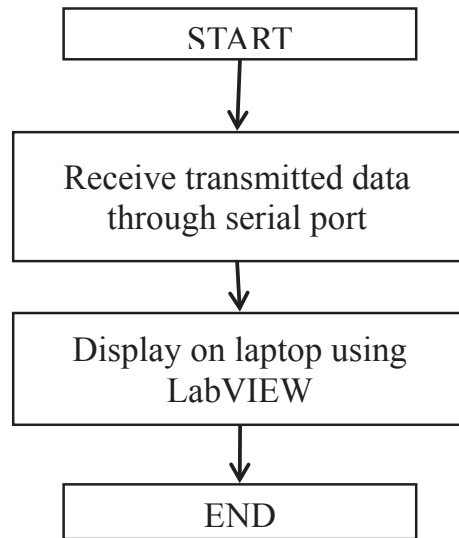 START
Receive transmitted data
through serial port
Display on laptop using
LabVIEW
END